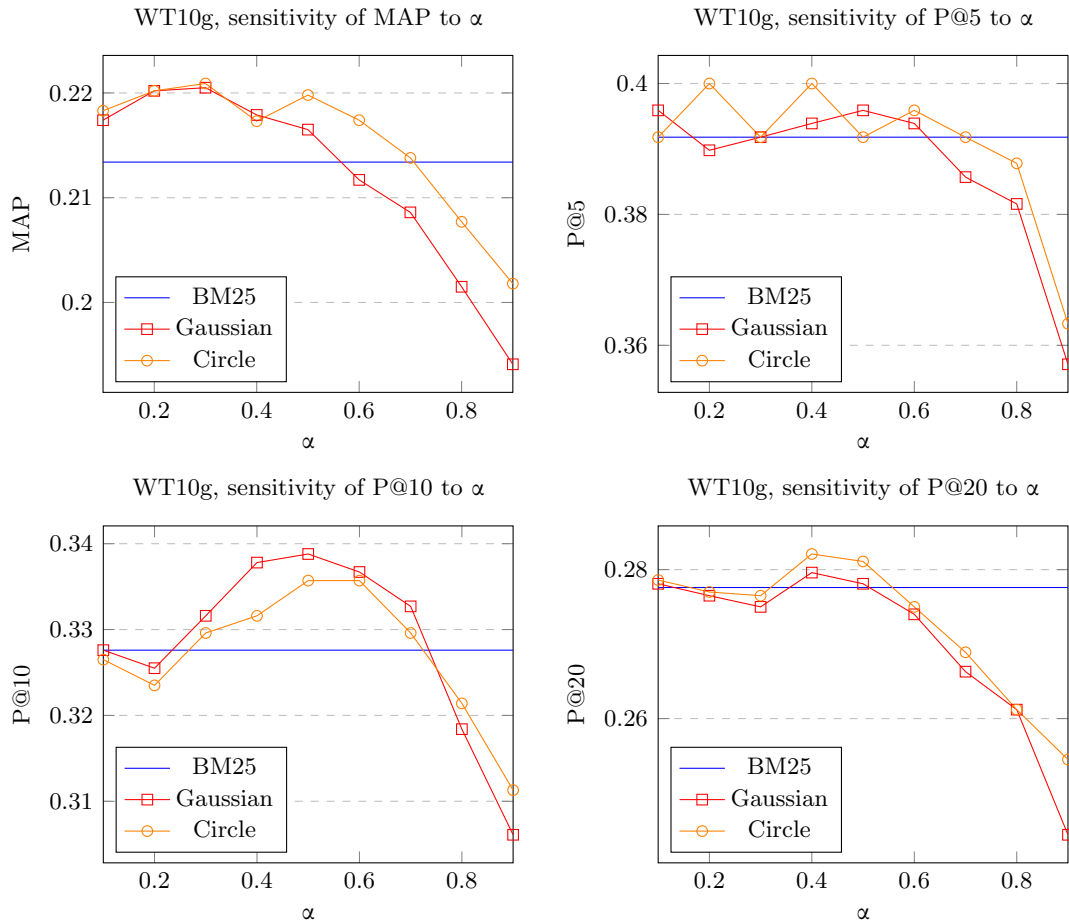 WT10g, sensitivity of MAP to α
0.22
0.21
0.2
MAP
BM25
Gaussian
Circle
0.2 0.4 0.6 0.8
α
WT10g, sensitivity of P@5 to α
0.4
0.38
0.36
P@5
BM25
Gaussian
Circle
0.2 0.4 0.6 0.8
α
WT10g, sensitivity of P@10 to α
0.34
0.33
0.32
0.31
P@10
BM25
Gaussian
Circle
0.2 0.4 0.6 0.8
α
WT10g, sensitivity of P@20 to α
0.28
0.26
P@20
BM25
Gaussian
Circle
0.2 0.4 0.6 0.8
α